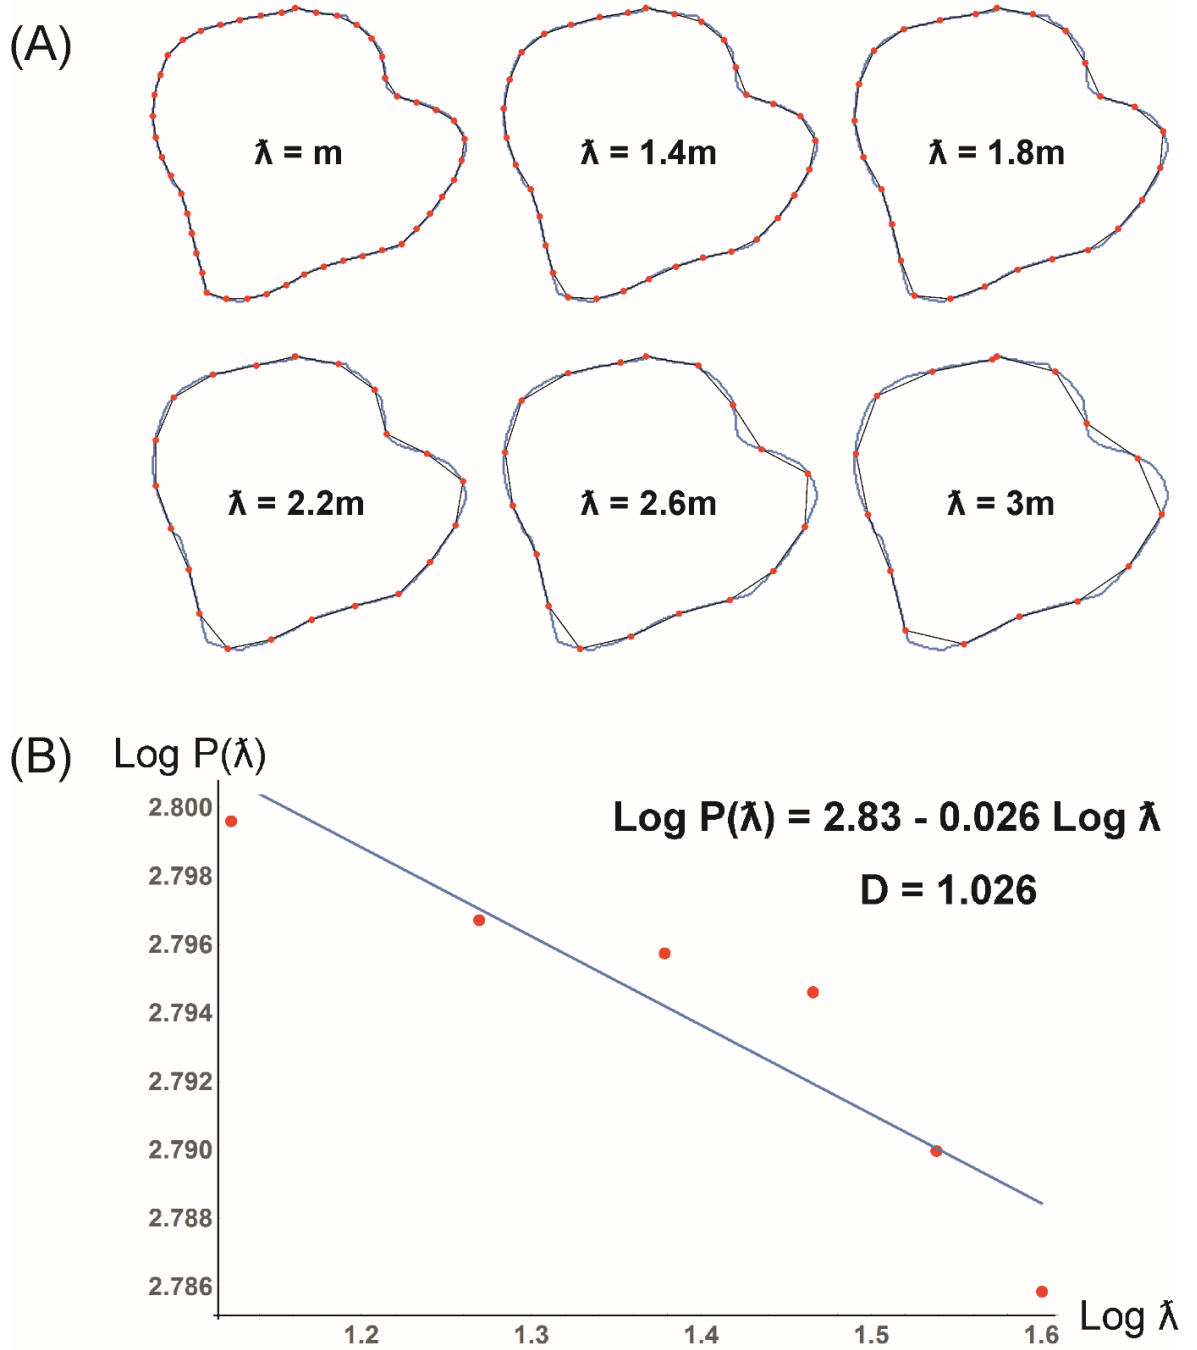 (A)
ƛ = m
ƛ = 1.4m
ƛ = 1.8m
ƛ = 2.2m
ƛ = 2.6m
ƛ = 3m
(B)
Log P(ƛ)
Log P(ƛ) = 2.83 - 0.026 Log ƛ
D = 1.026
2.800
2.798
2.796
2.794
2.792
2.790
2.788
2.786
1.2
1.3
1.4
1.5
1.6
Log ƛ